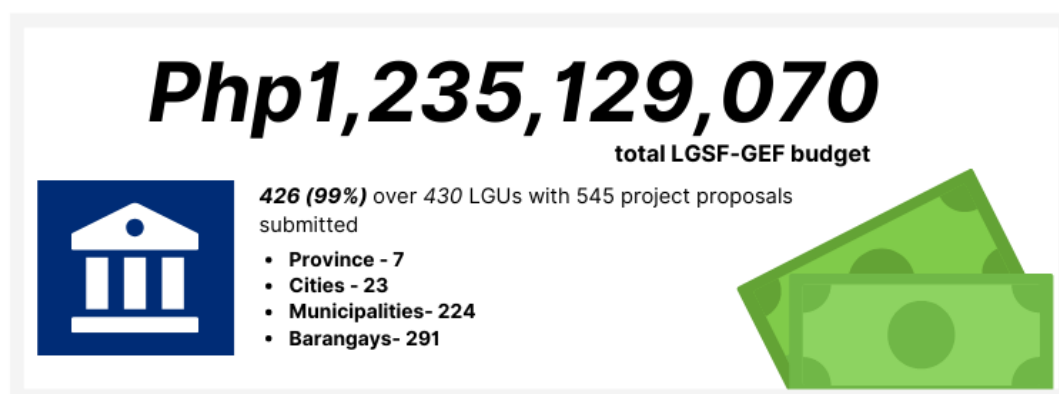 Php1,235,129,070
total LGSF-GEF budget
426 (99%) over 430 LGUs with 545 project proposals
submitted
• Province - 7
• Cities - 23
• Municipalities- 224
• Barangays- 291